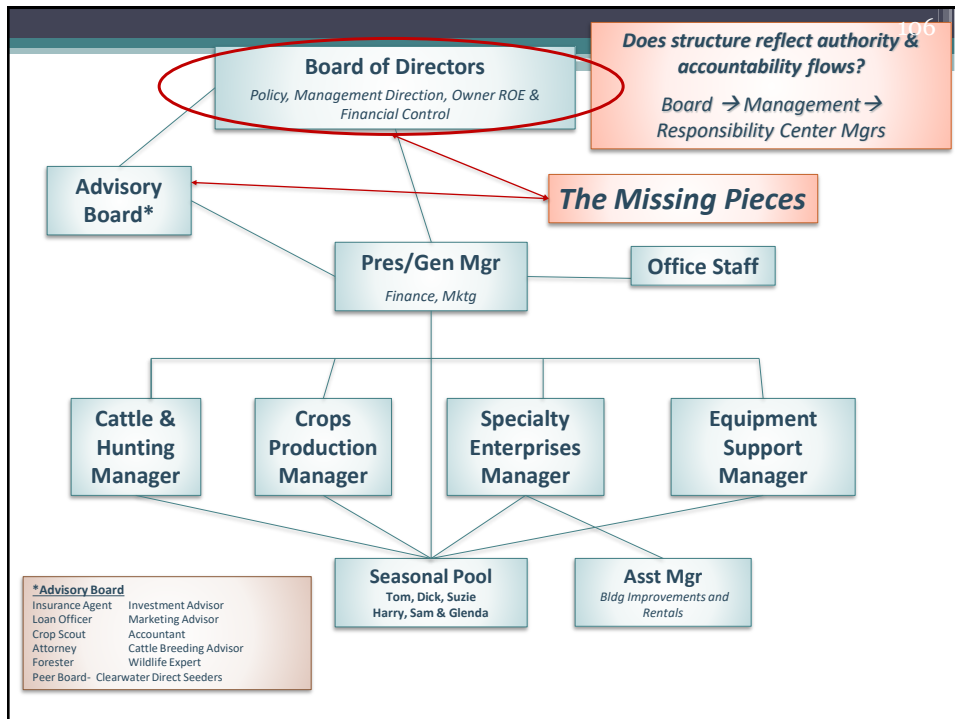 106
Board of Directors
Policy, Management Direction, Owner ROE &
Financial Control
Does structure reflect authority &
accountability flows?
Board → Management→
Responsibility Center Mgrs
Advisory
Board*
The Missing Pieces
Pres/Gen Mgr
Finance, Mktg
Office Staff
Cattle &
Hunting
Manager
Crops
Production
Manager
Specialty
Enterprises
Manager
Equipment
Support
Manager
Seasonal Pool
Tom, Dick, Suzie
Harry, Sam & Glenda
Asst Mgr
Bldg Improvements and
Rentals
*Advisory Board
Insurance Agent Investment Advisor
Loan Officer Marketing Advisor
Crop Scout Accountant
Attorney Cattle Breeding Advisor
Forester Wildlife Expert
Peer Board- Clearwater Direct Seeders